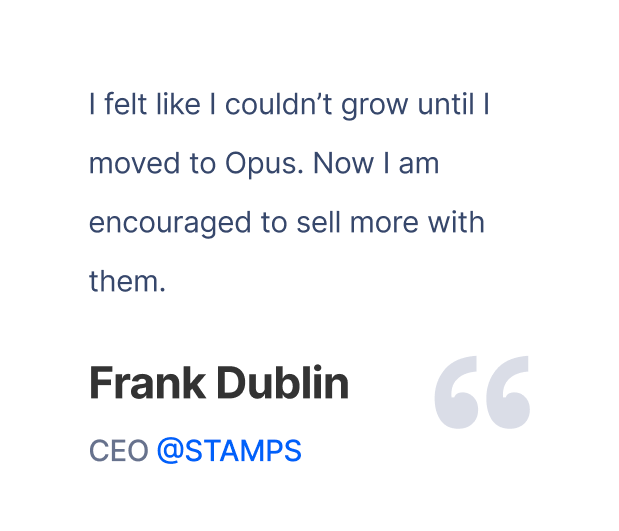 I felt like I couldn’t grow until I
moved to Opus. Now I am
encouraged to sell more with
them.
Frank Dublin
CEO @STAMPS